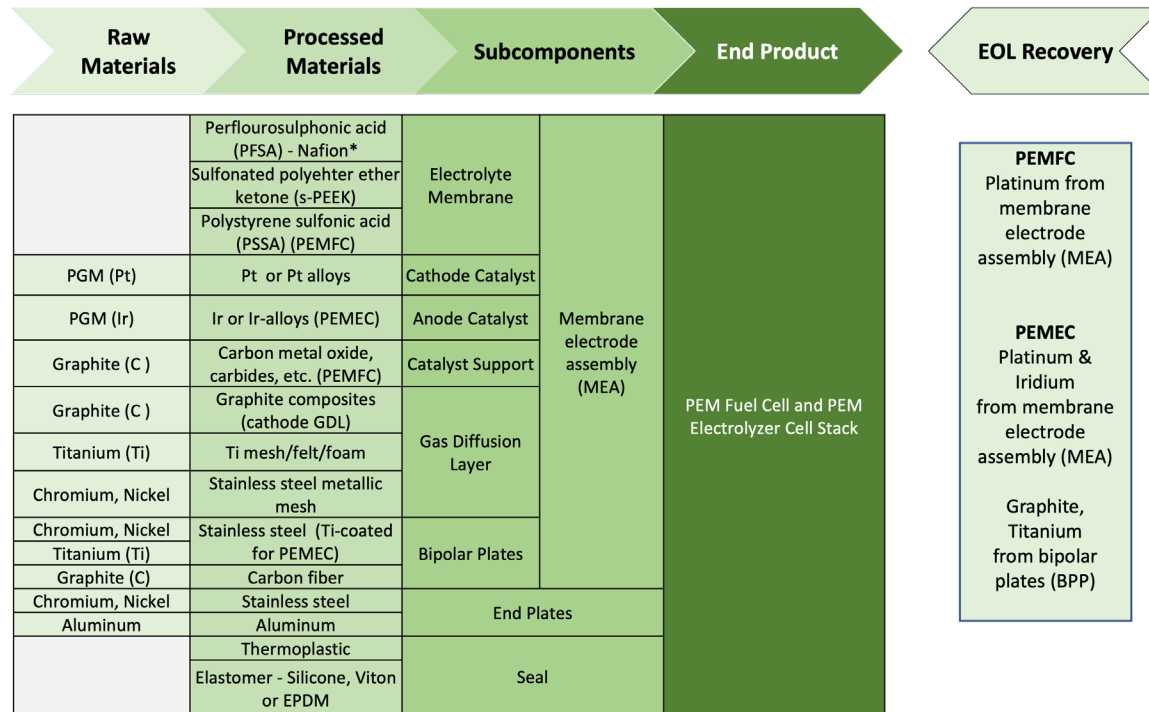 Raw
Materials
Processed
Materials
Subcomponents
End Product
EOL Recovery
Perflourosulphonic acid
(PFSA) - Nafion*
Sulfonated polyehter ether
ketone (s-PEEK)
Polystyrene sulfonic acid
(PSSA) (PEMFC)
Electrolyte
Membrane
PGM (Pt)
Pt or Pt alloys
Cathode Catalyst
PGM (Ir)
Ir or Ir-alloys (PEMEC)
Anode Catalyst
Graphite (C )
Carbon metal oxide,
carbides, etc. (PEMFC)
Catalyst Support
Graphite (C )
Graphite composites
(cathode GDL)
Titanium (Ti)
Ti mesh/felt/foam
Chromium, Nickel
Stainless steel metallic
mesh
Gas Diffusion
Layer
Chromium, Nickel
Titanium (Ti)
Stainless steel (Ti-coated
for PEMEC)
Graphite (C)
Carbon fiber
Bipolar Plates
Membrane
electrode
assembly
(MEA)
Chromium, Nickel
Stainless steel
Aluminum
Aluminum
End Plates
Thermoplastic
Elastomer - Silicone, Viton
or EPDM
Seal
PEM Fuel Cell and PEM
Electrolyzer Cell Stack
PEMFC
Platinum from
membrane
electrode
assembly (MEA)
PEMEC
Platinum &
Iridium
from membrane
electrode
assembly (MEA)
Graphite,
Titanium
from bipolar
plates (BPP)